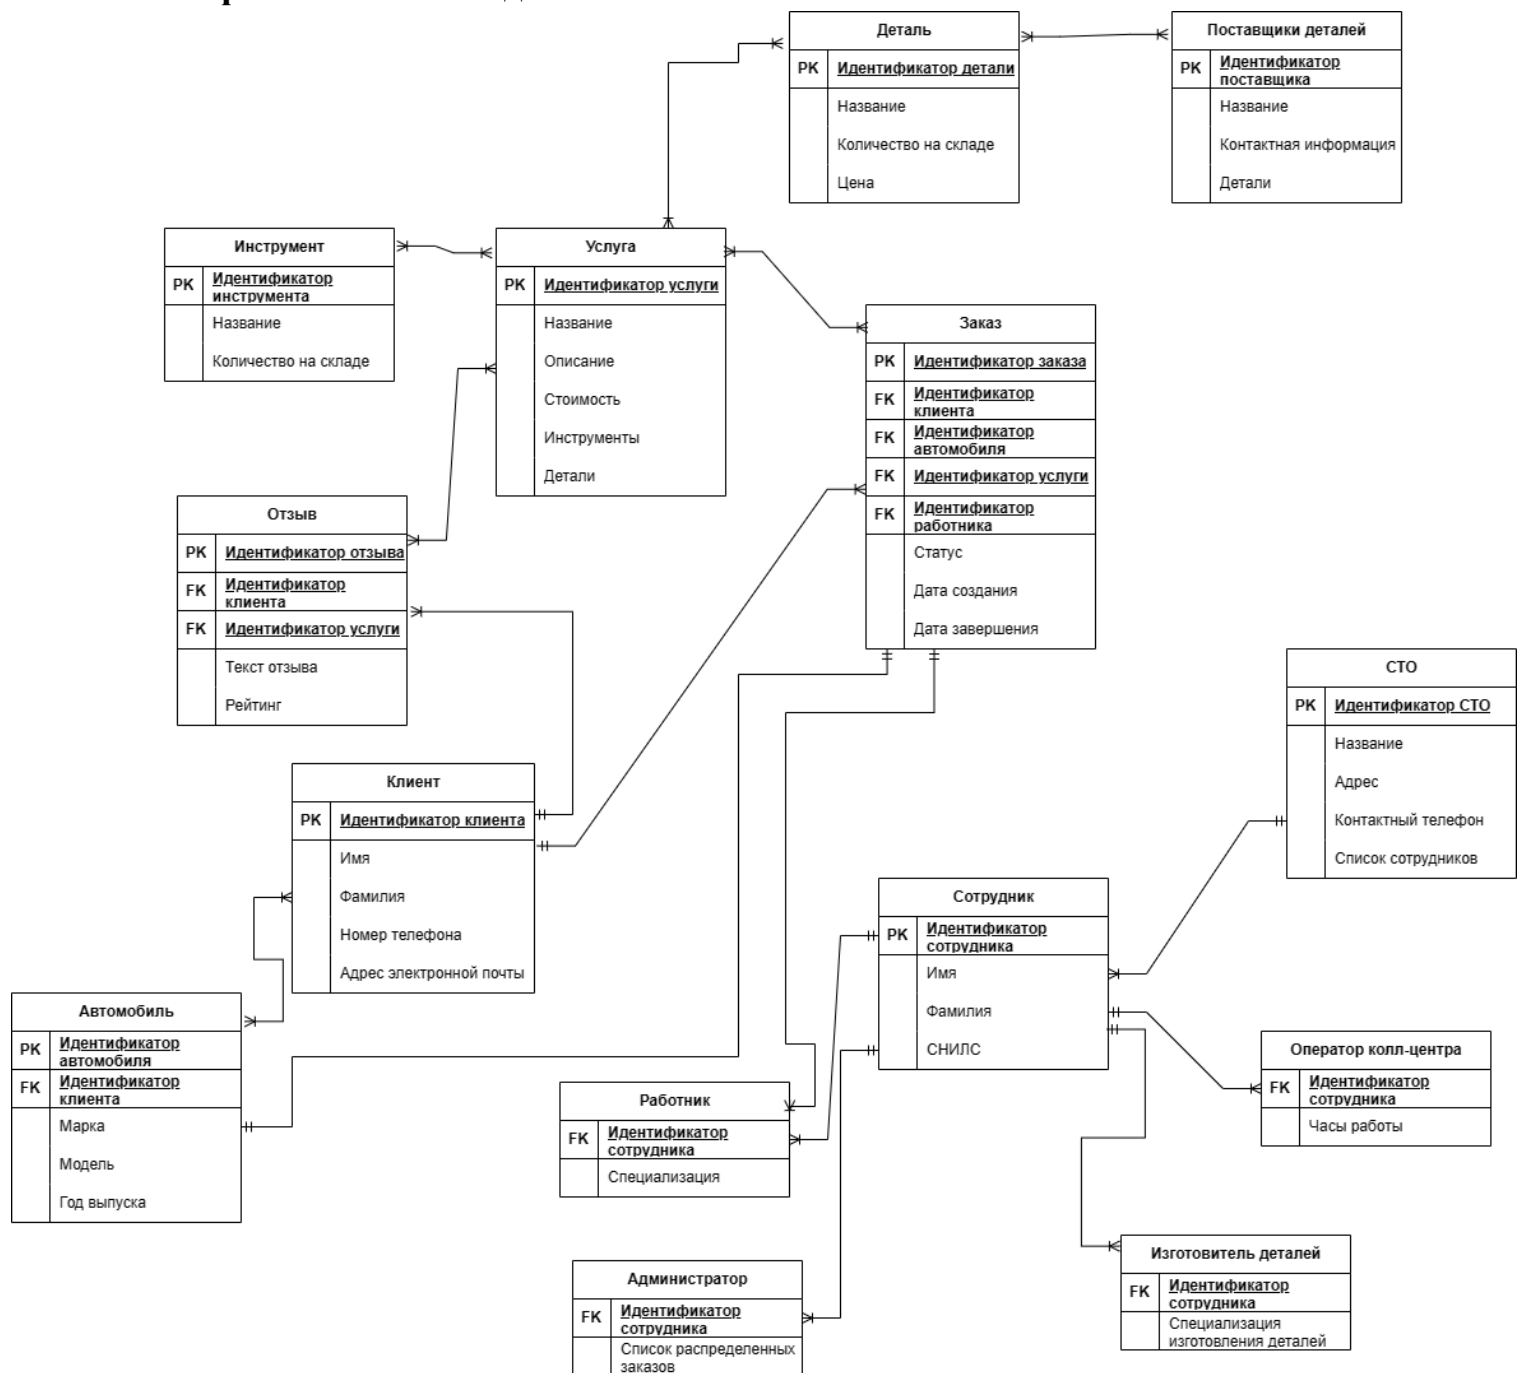 Деталь
PK Идентификатор детали
Название
Количество на складе
Цена
Поставщики деталей
PK Идентификатор
поставщика
Название
Контактная информация
Детали
Инструмент
PK Идентификатор
инструмента
Название
Количество на складе
Услуга
PK Идентификатор услуги
Название
Описание
Стоимость
Инструменты
Детали
Заказ
PK Идентификатор заказа
FK Идентификатор
клиента
FK Идентификатор
автомобиля
FK Идентификатор услуги
FK Идентификатор
работника
Статус
Дата создания
Дата завершения
Отзыв
PK Идентификатор отзыва
FK Идентификатор
клиента
FK Идентификатор услуги
Текст отзыва
Рейтинг
СТО
PK Идентификатор СТО
Название
Адрес
Контактный телефон
Список сотрудников
Клиент
PK Идентификатор клиента
Имя
Фамилия
Номер телефона
Адрес электронной почты
Сотрудник
PK Идентификатор
сотрудника
Имя
Фамилия
СНИЛС
Автомобиль
PK Идентификатор
автомобиля
FK Идентификатор
клиента
Марка
Модель
Год выпуска
Оператор колл-центра
FK Идентификатор
сотрудника
Часы работы
Работник
FK Идентификатор
сотрудника
Специализация
Изготовитель деталей
FK Идентификатор
сотрудника
Специализация
изготовления деталей
Администратор
FK Идентификатор
сотрудника
Список распределенных
заказов